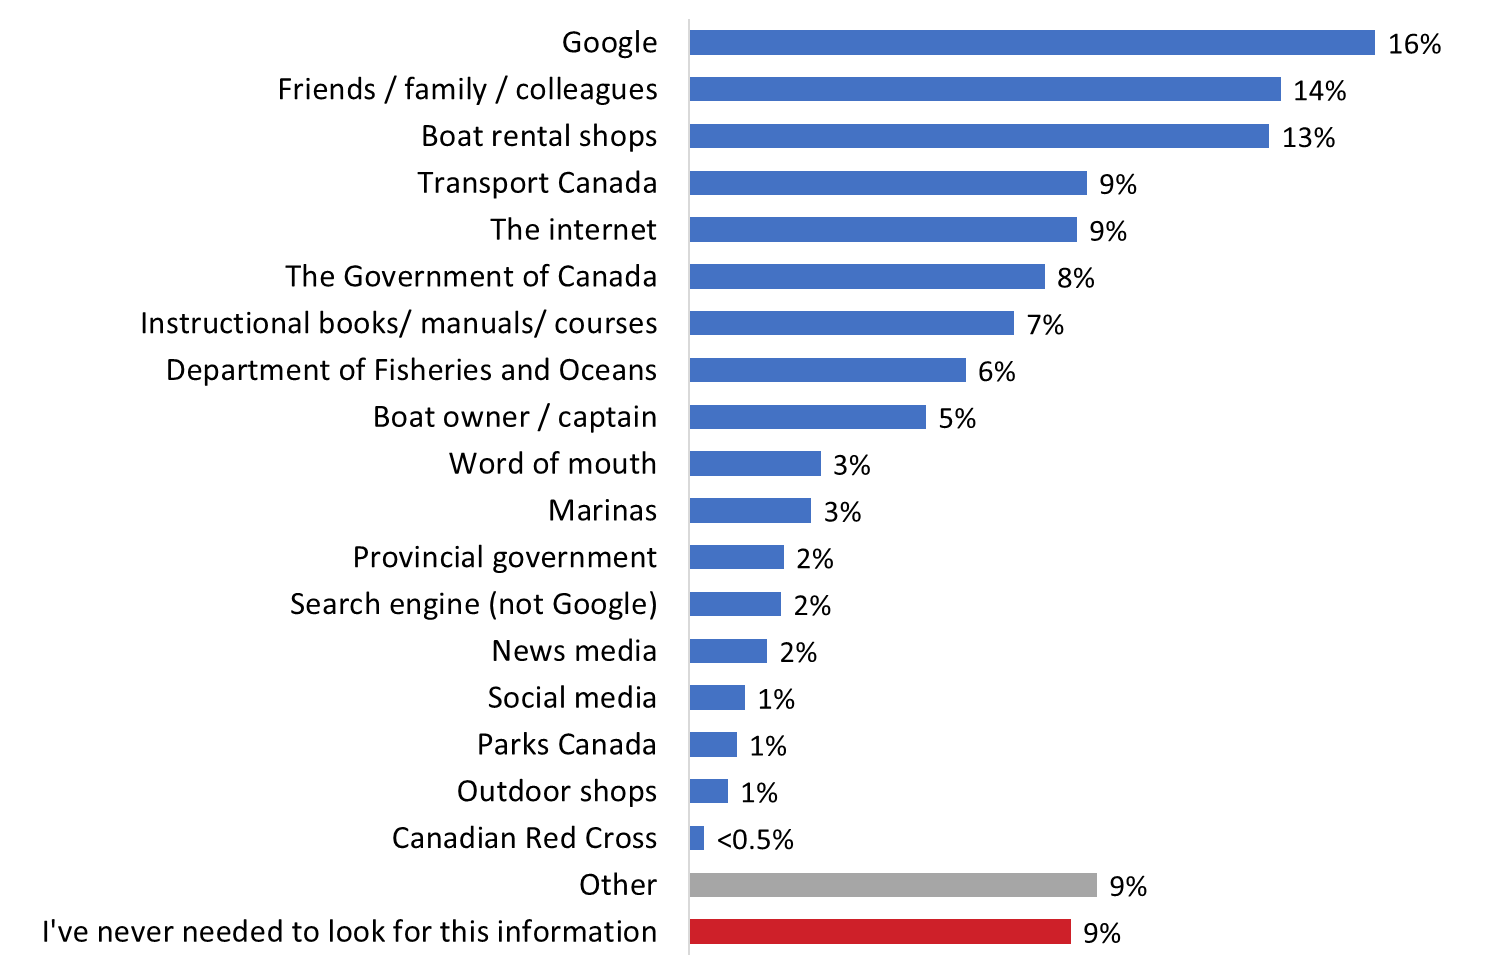 Google 16%
Friends / family / colleagues 14%
Boat rental shops 13%
Transport Canada 9%
The internet 9%
The Government of Canada 8%
Instructional books/ manuals/ courses 7%
Department of Fisheries and Oceans 6%
Boat owner / captain 5%
Word of mouth 3%
Marinas 3%
Provincial government 2%
Search engine (not Google) 2%
News media 2%
Social media 1%
Parks Canada 1%
Outdoor shops 1%
Canadian Red Cross <0.5%
Other 9%
I've never needed to look for this information 9%